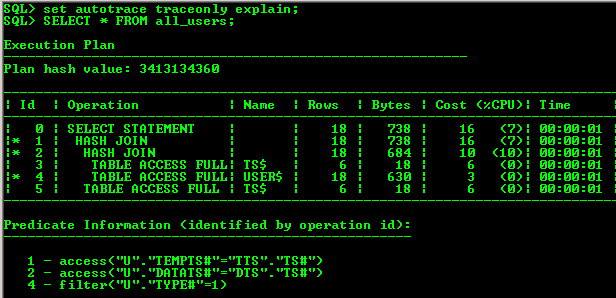 SQL> set autotrace traceonly explain;
SQL> SELECT * FROM all_users;
Execution Plan
----------------------------------------------------------
Plan hash value: 3413134360
-----------------------------------------------------------------------------
| Id | Operation | Name | Rows | Bytes | Cost (%CPU)| Time
-----------------------------------------------------------------------------
| 0 | SELECT STATEMENT | | 18 | 738 | 16 (7)| 00:00:01
|* 1 | HASH JOIN | | 18 | 738 | 16 (7)| 00:00:01
|* 2 | HASH JOIN | | 18 | 684 | 10 (10)| 00:00:01
| 3 | TABLE ACCESS FULL| TS$ | 6 | 18 | 6 (0)| 00:00:01
|* 4 | TABLE ACCESS FULL| USER$ | 18 | 630 | 3 (0)| 00:00:01
| 5 | TABLE ACCESS FULL | TS$ | 6 | 18 | 6 (0)| 00:00:01
-----------------------------------------------------------------------------
Predicate Information (identified by operation id):
---------------------------------------------------
1 - access("U"."TEMPTS#"="TTS"."TS#")
2 - access("U"."DATATS#"="DTS"."TS#")
4 - filter("U"."TYPE#"=1)